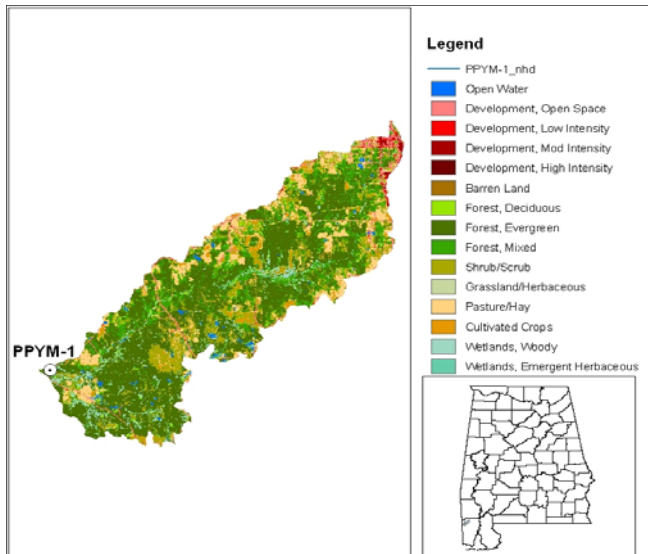 Legend
PPYM-1_nhd
Open Water
Development, Open Space
Development, Low Intensity
Development, Mod Intensity
Development, High Intensity
Barren Land
Forest, Deciduous
Forest, Evergreen
Forest, Mixed
Shrub/Scrub
Grassland/Herbaceous
Pasture/Hay
Cultivated Crops
Wetlands, Woody
Wetlands, Emergent Herbaceous
PPYM-1